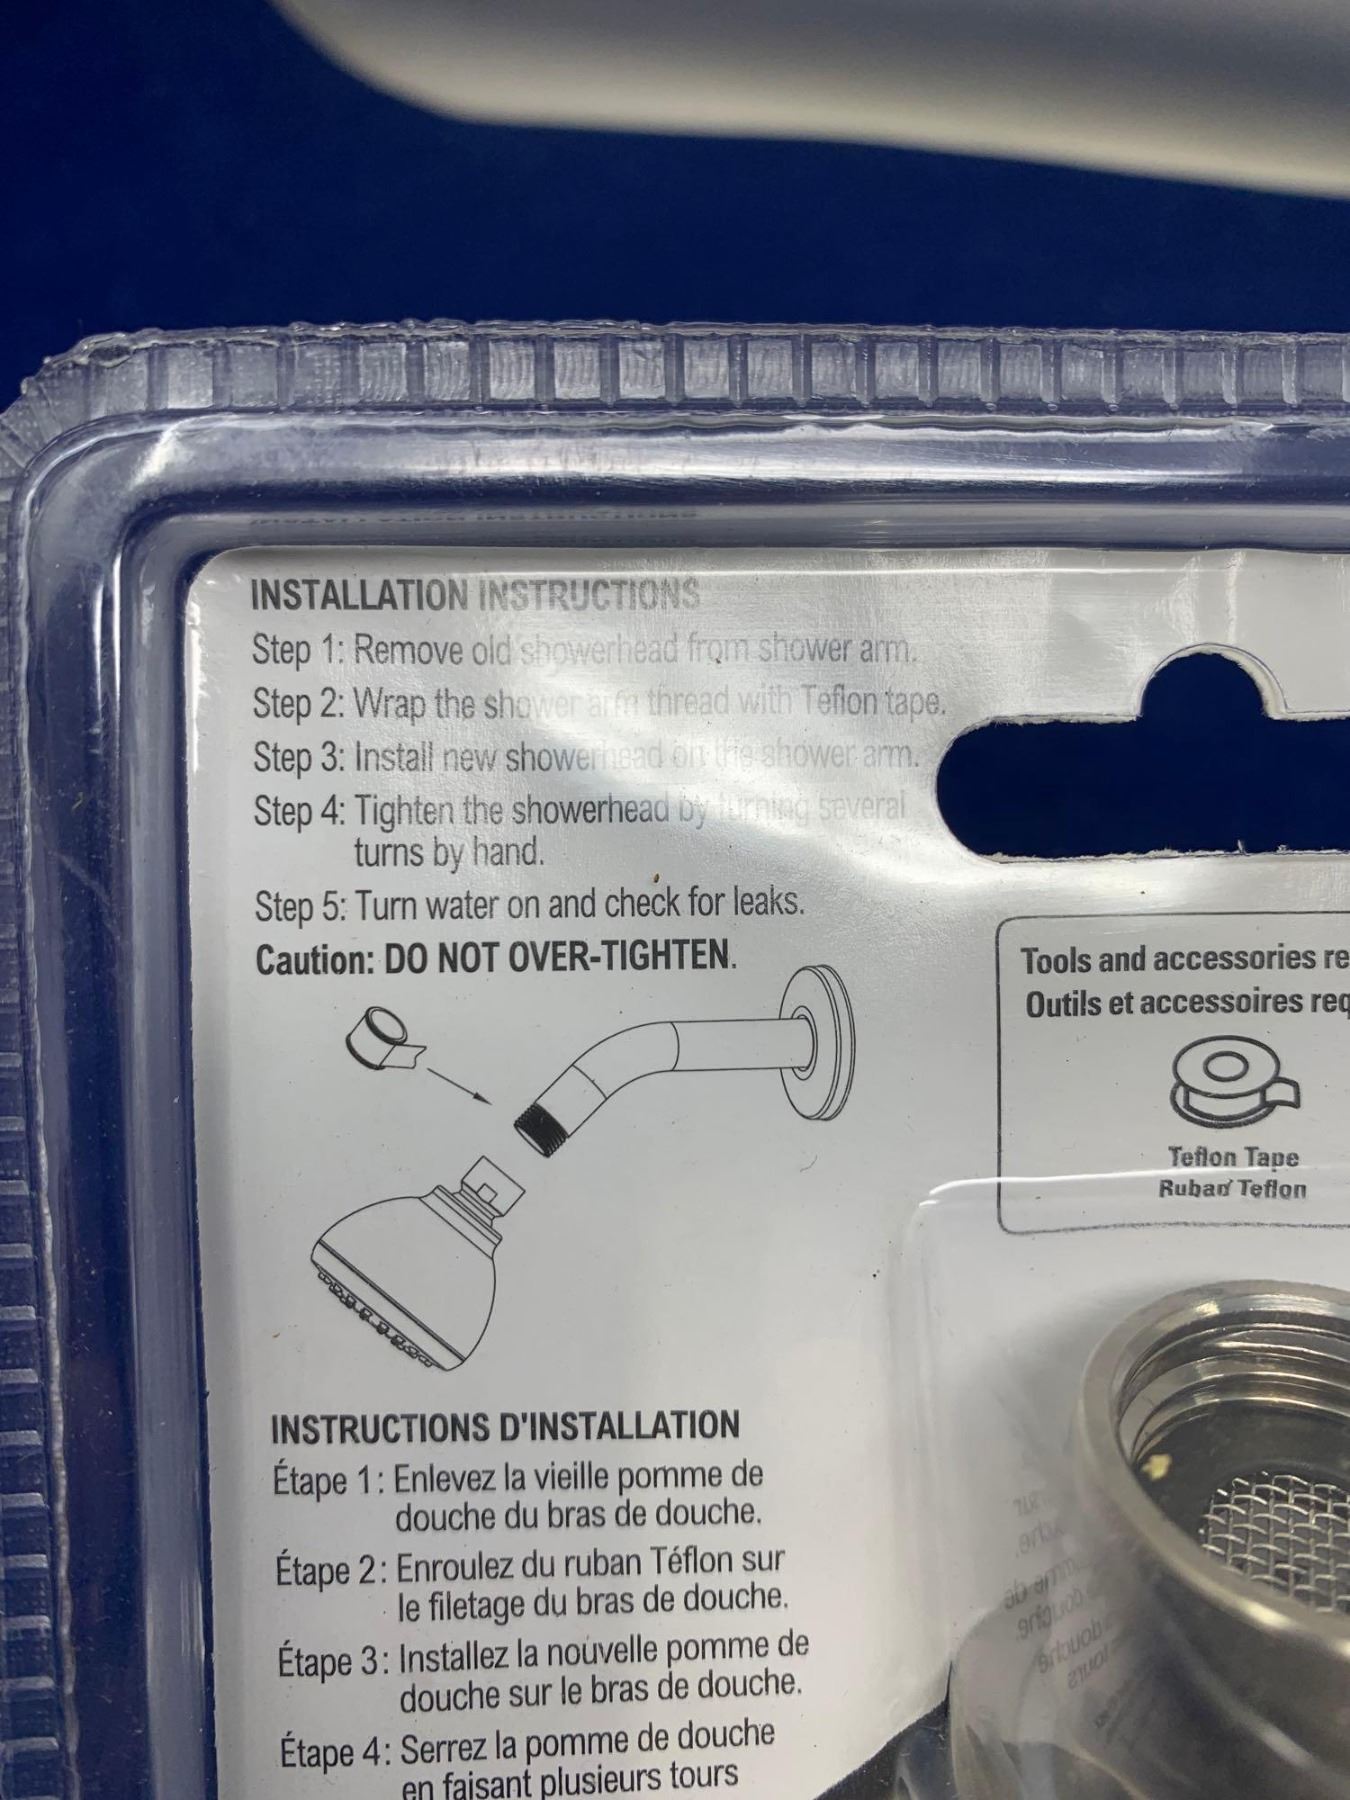 INSTALLATION INSTRUCTIONS
Step 1: Remove old showerhead from shower arm.
Step 2: Wrap the shower arm thread with Teflon tape.
Step 3: Install new showerhead on the shower arm.
Step 4: Tighten the showerhead by turning several
turns by hand.
Step 5: Turn water on and check for leaks.
Caution: DO NOT OVER-TIGHTEN.
Tools and accessories re
Outils et accessoires req
Teflon Tape
Ruban Teflon
INSTRUCTIONS D'INSTALLATION
Étape 1: Enlevez la vieille pomme de
douche du bras de douche.
Étape 2: Enroulez du ruban Téflon sur
le filetage du bras de douche.
Étape 3: Installez la nouvelle pomme de
douche sur le bras de douche.
Étape 4: Serrez la pomme de douche
en faisant plusieurs tours